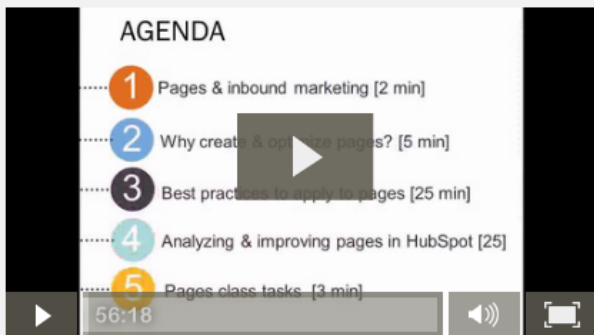 AGENDA
1 Pages & inbound marketing [2 min]
2 Why create & optimize pages? [5 min]
3 Best practices to apply to pages [25 min]
4 Analyzing & improving pages in HubSpot [25]
5 Pages class tasks [3 min]
56:18